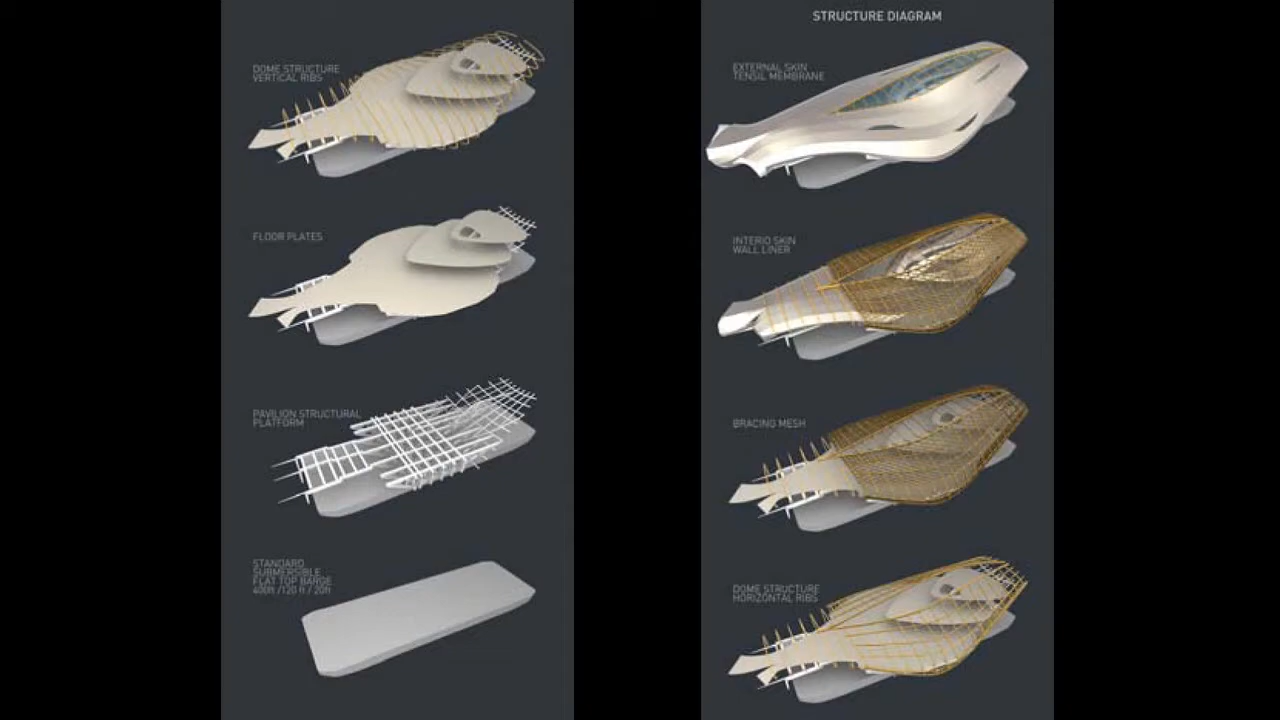 DOME STRUCTURE
VERTICAL RIBS
FLOOR PLATES
PAVILION STRUCTURAL
PLATFORM
STANDARD
SUBMERSIBLE
FLAT TOP BARGE
400ft /120 ft / 20ft
STRUCTURE DIAGRAM
EXTERNAL SKIN
TENSIL MEMBRANE
INTERIO SKIN
WALL LINER
BRACING MESH
DOME STRUCTURE
HORIZONTAL RIBS